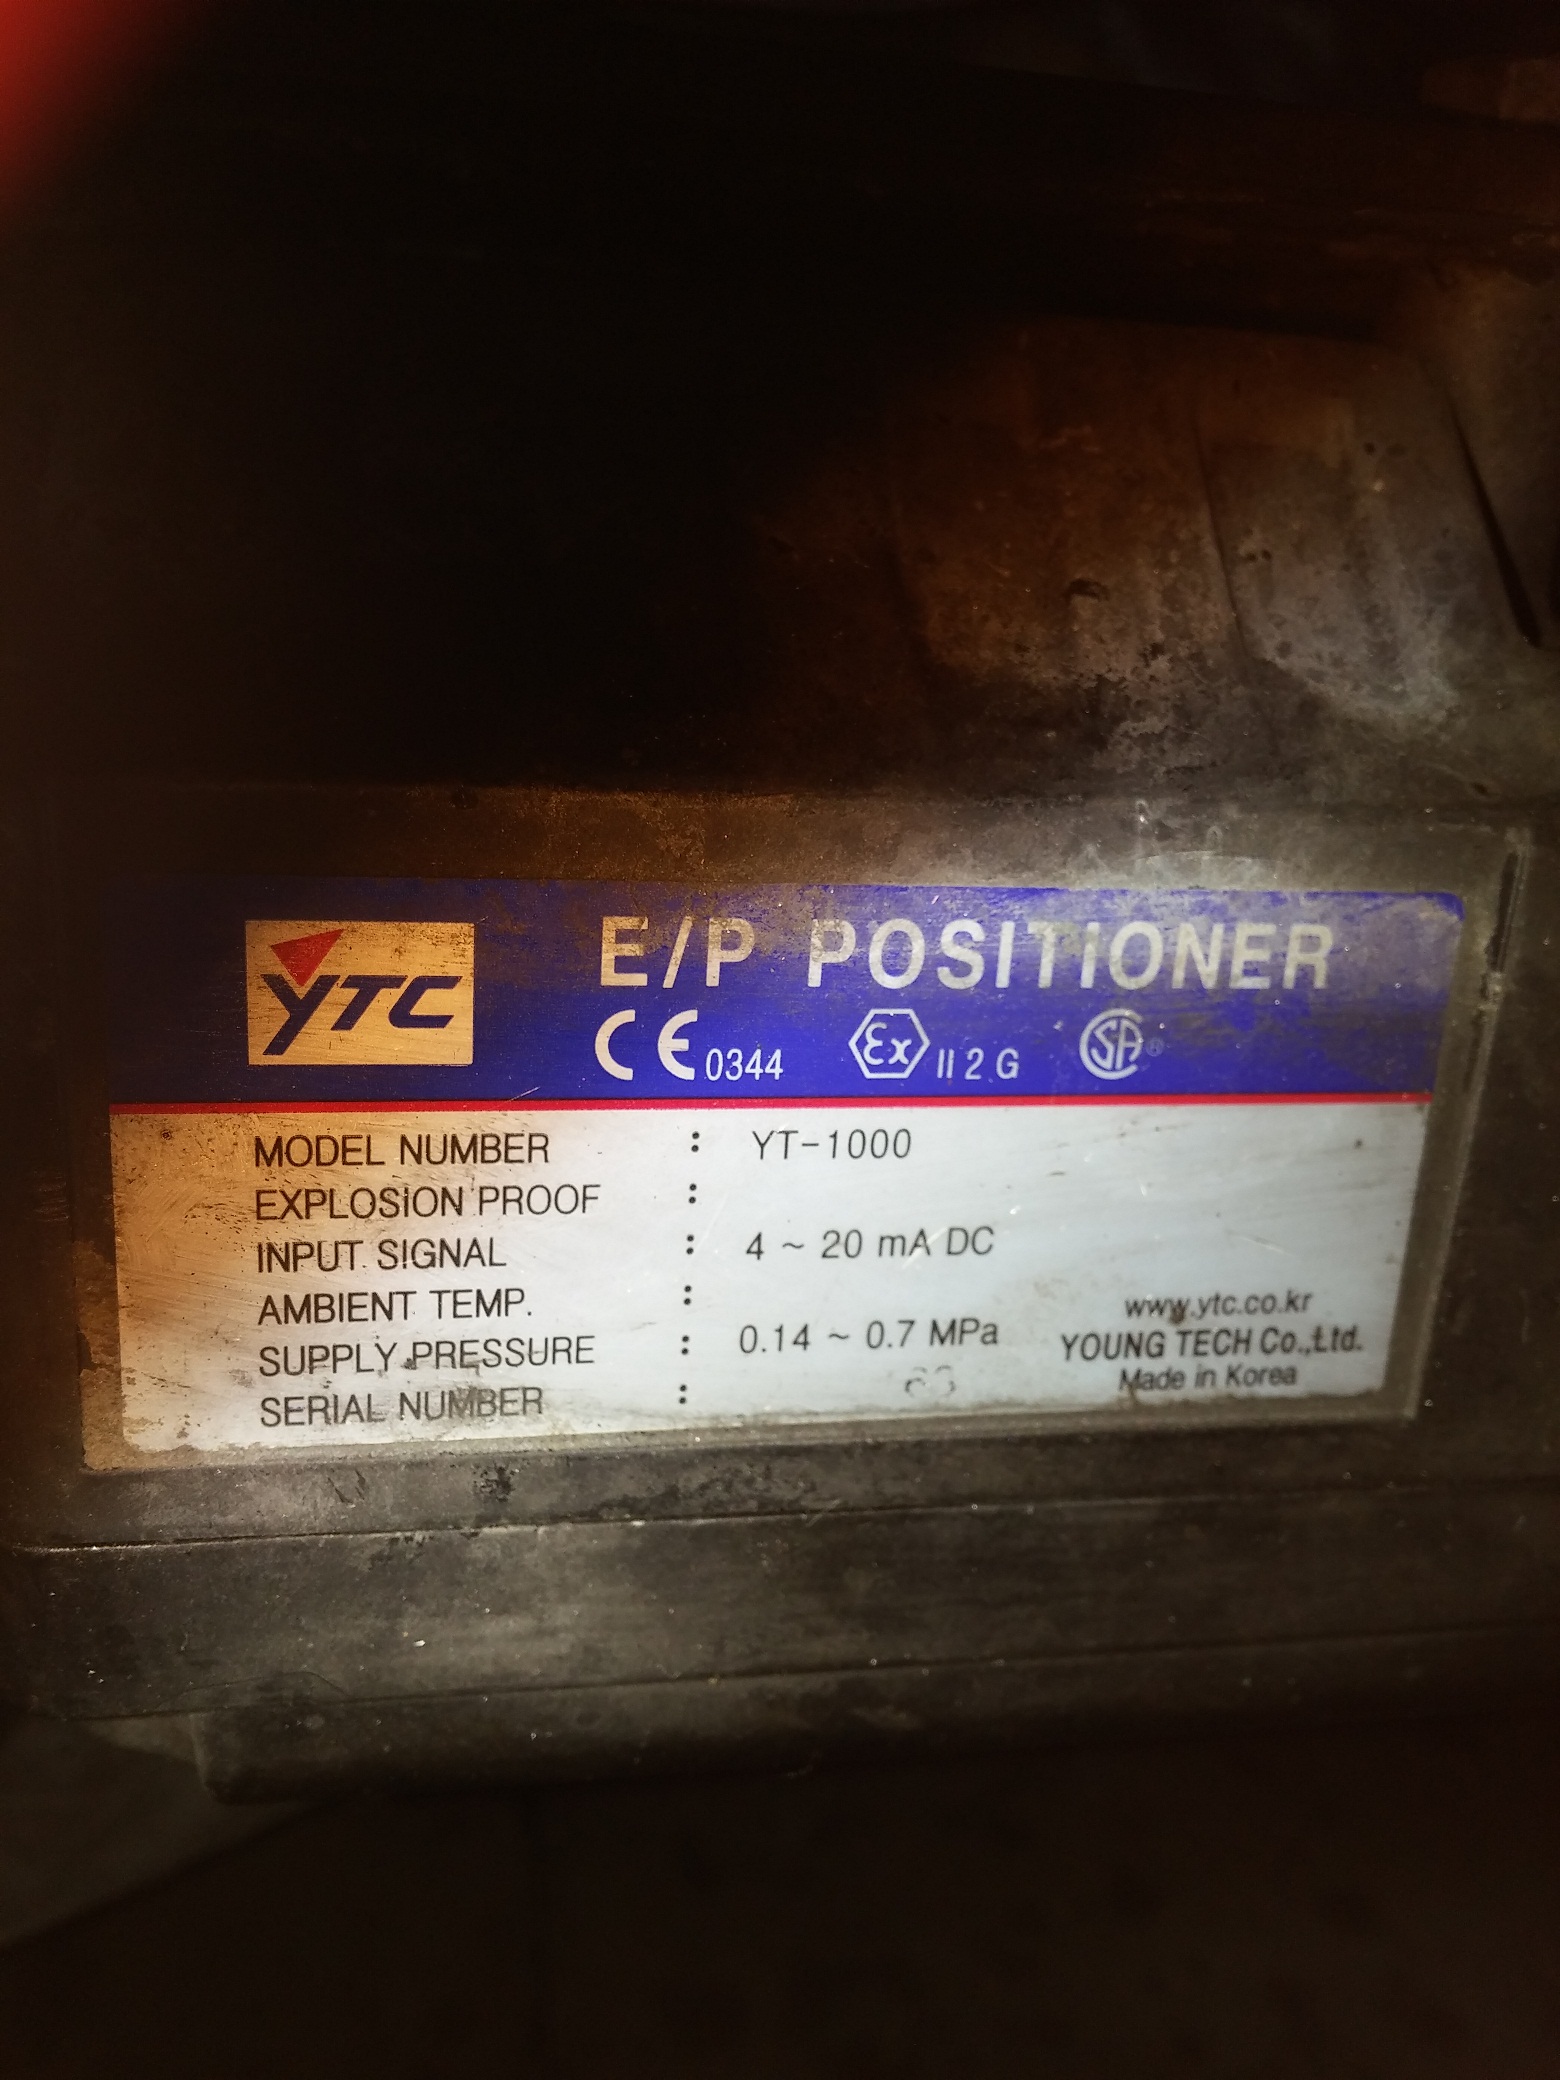 YTC
E/P POSITIONER
CE 0344 Ex II 2 G SA ®
MODEL NUMBER : YT-1000
EXPLOSION PROOF :
INPUT SIGNAL : 4 ~ 20 mA DC
AMBIENT TEMP. :
SUPPLY PRESSURE : 0.14 ~ 0.7 MPa
SERIAL NUMBER :
www.ytc.co.kr
YOUNG TECH Co.,Ltd.
Made in Korea